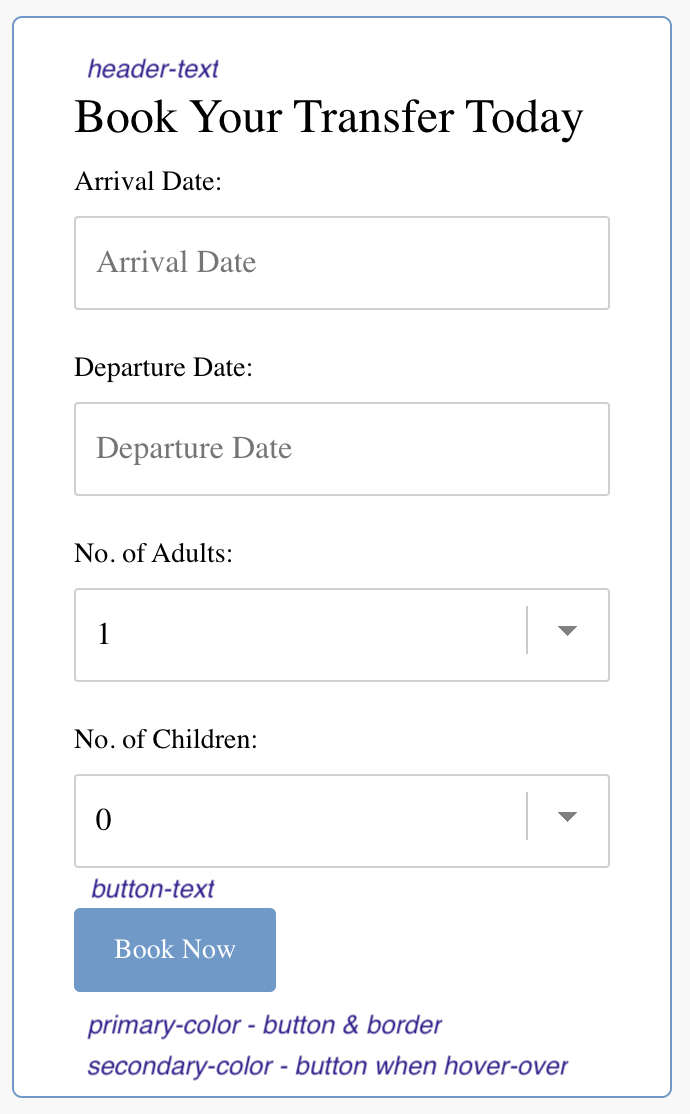 header-text
Book Your Transfer Today
Arrival Date:
Arrival Date
Departure Date:
Departure Date
No. of Adults:
1
No. of Children:
0
button-text
Book Now
primary-color - button & border
secondary-color - button when hover-over